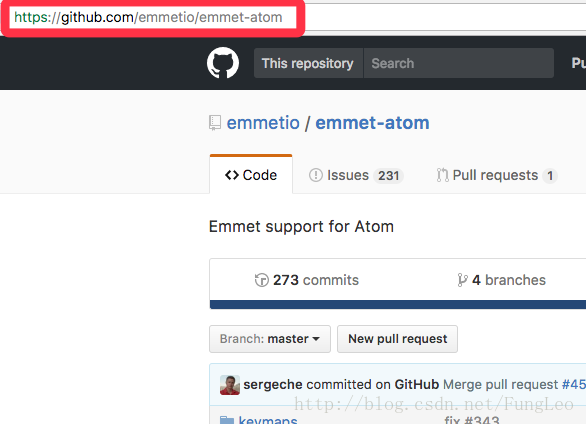 https://github.com/emmetio/emmet-atom
This repository Search Pu
emmetio / emmet-atom
Code Issues 231 Pull requests 1
Emmet support for Atom
273 commits 4 branches
Branch: master New pull request
sergeche committed on GitHub Merge pull request #45
http://blog.csdn.net/FungLeo
keymaps fix #343